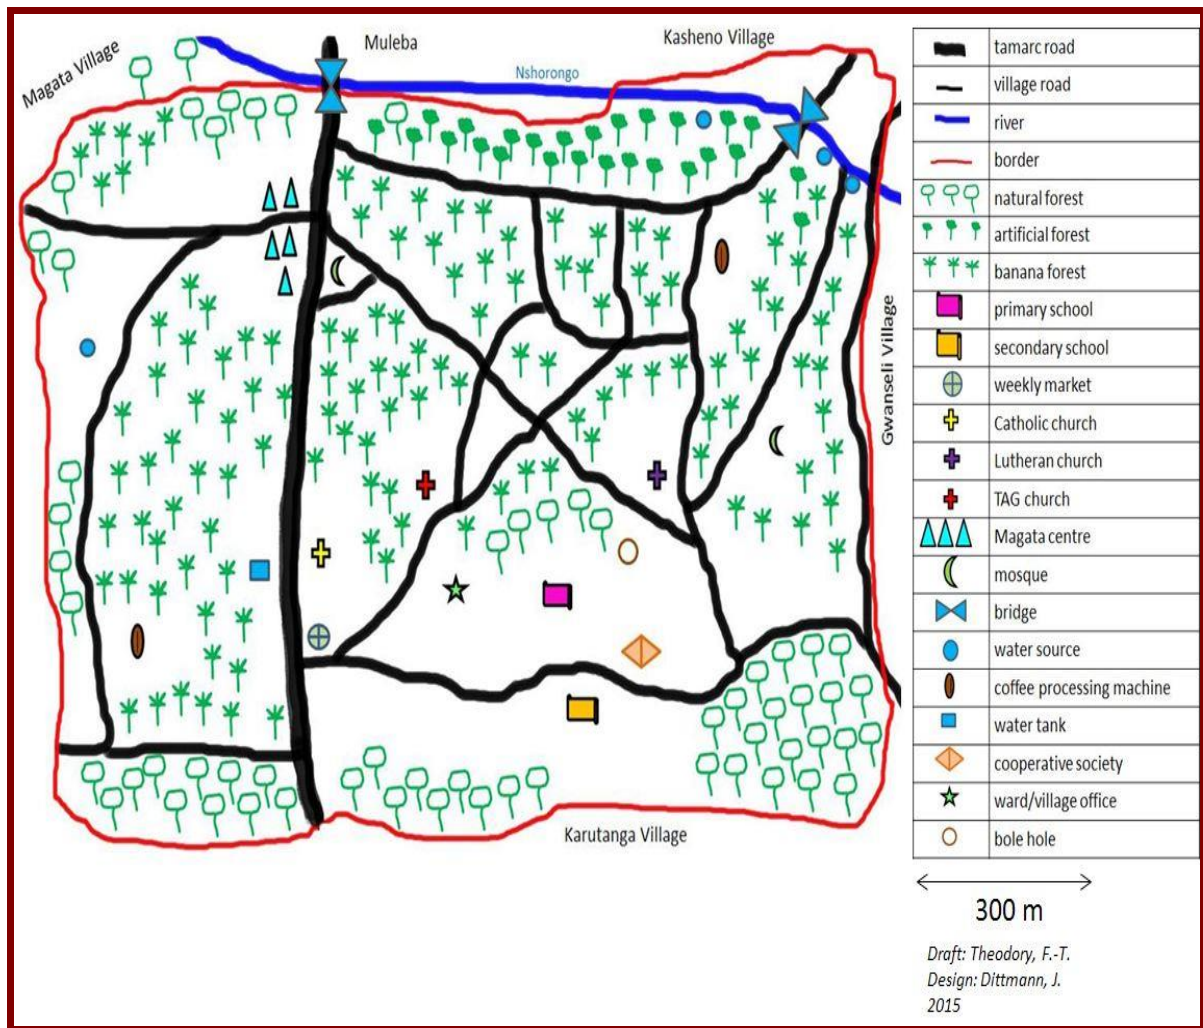 Magata Village
Muleba
Kasheno Village
Nshorongo
Gwanseli Village
Karutanga Village
tamarc road
village road
river
border
natural forest
artificial forest
banana forest
primary school
secondary school
weekly market
Catholic church
Lutheran church
TAG church
Magata centre
mosque
bridge
water source
coffee processing machine
water tank
cooperative society
ward/village office
bole hole
300 m
Draft: Theodory, F.-T.
Design: Dittmann, J.
2015